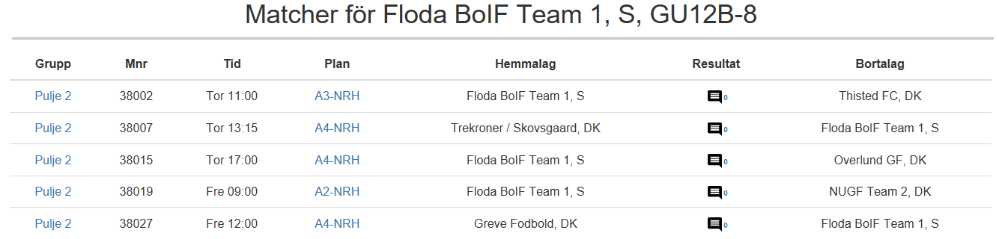 Matcher för Floda BoIF Team 1, S, GU12B-8
Grupp Mnr Tid Plan Hemmalag Resultat Bortalag
Pulje 2 38002 Tor 11:00 A3-NRH Floda BoIF Team 1, S 0 Thisted FC, DK
Pulje 2 38007 Tor 13:15 A4-NRH Trekroner / Skovsgaard, DK 0 Floda BoIF Team 1, S
Pulje 2 38015 Tor 17:00 A4-NRH Floda BoIF Team 1, S 0 Overlund GF, DK
Pulje 2 38019 Fre 09:00 A2-NRH Floda BoIF Team 1, S 0 NUGF Team 2, DK
Pulje 2 38027 Fre 12:00 A4-NRH Greve Fodbold, DK 0 Floda BoIF Team 1, S